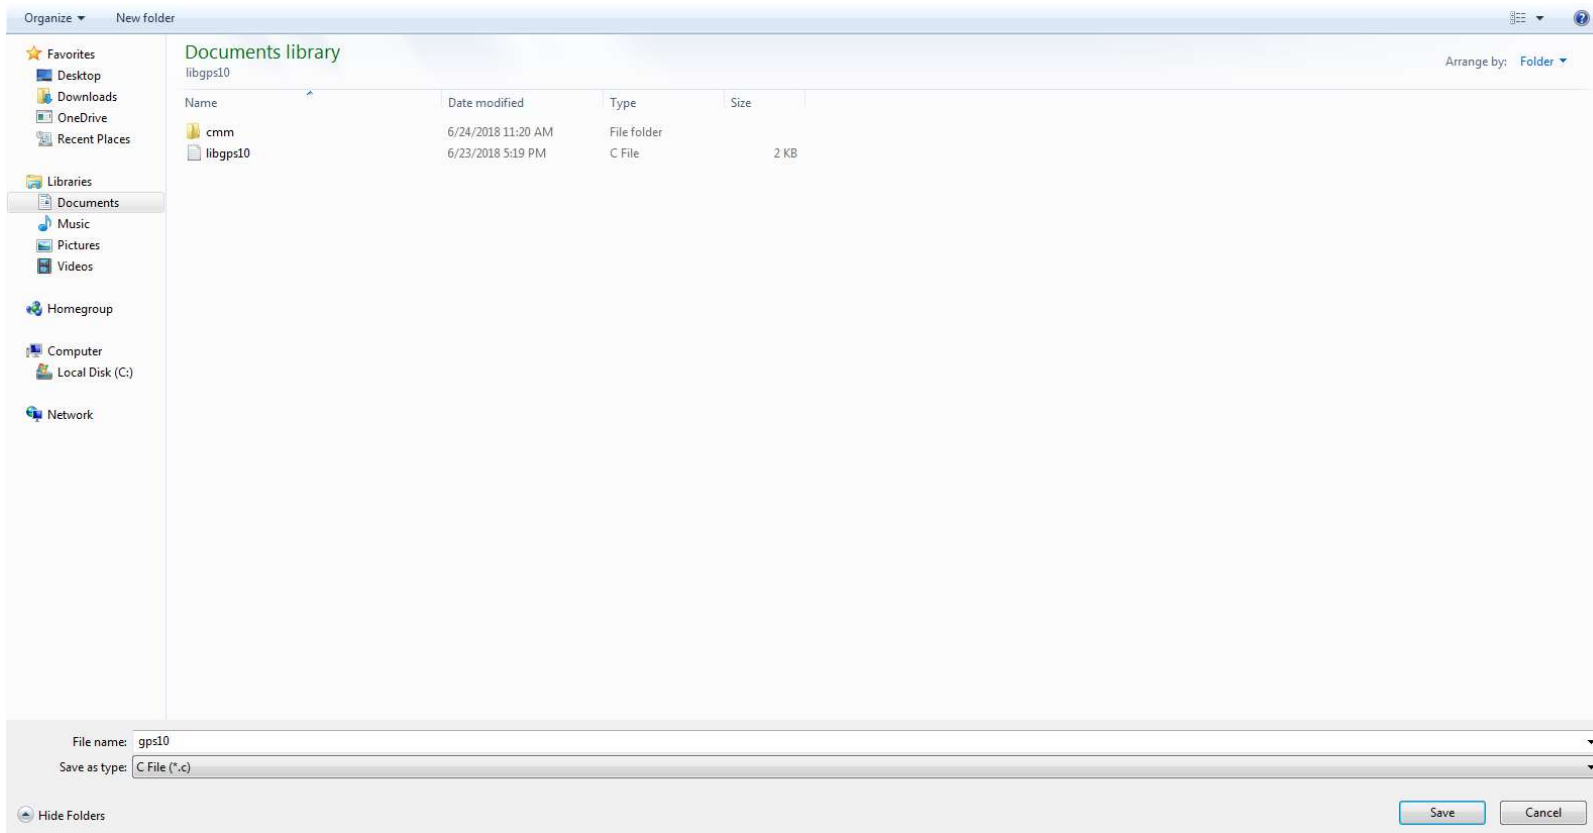 Organize New folder
Favorites
Desktop
Downloads
OneDrive
Recent Places
Libraries
Documents
Music
Pictures
Videos
Homegroup
Computer
Local Disk (C:)
Network
Documents library
libgps10
Arrange by: Folder
Name Date modified Type Size
cmm 6/24/2018 11:20 AM File folder
libgps10 6/23/2018 5:19 PM C File 2 KB
File name: gps10
Save as type: C File (*.c)
Hide Folders Save Cancel